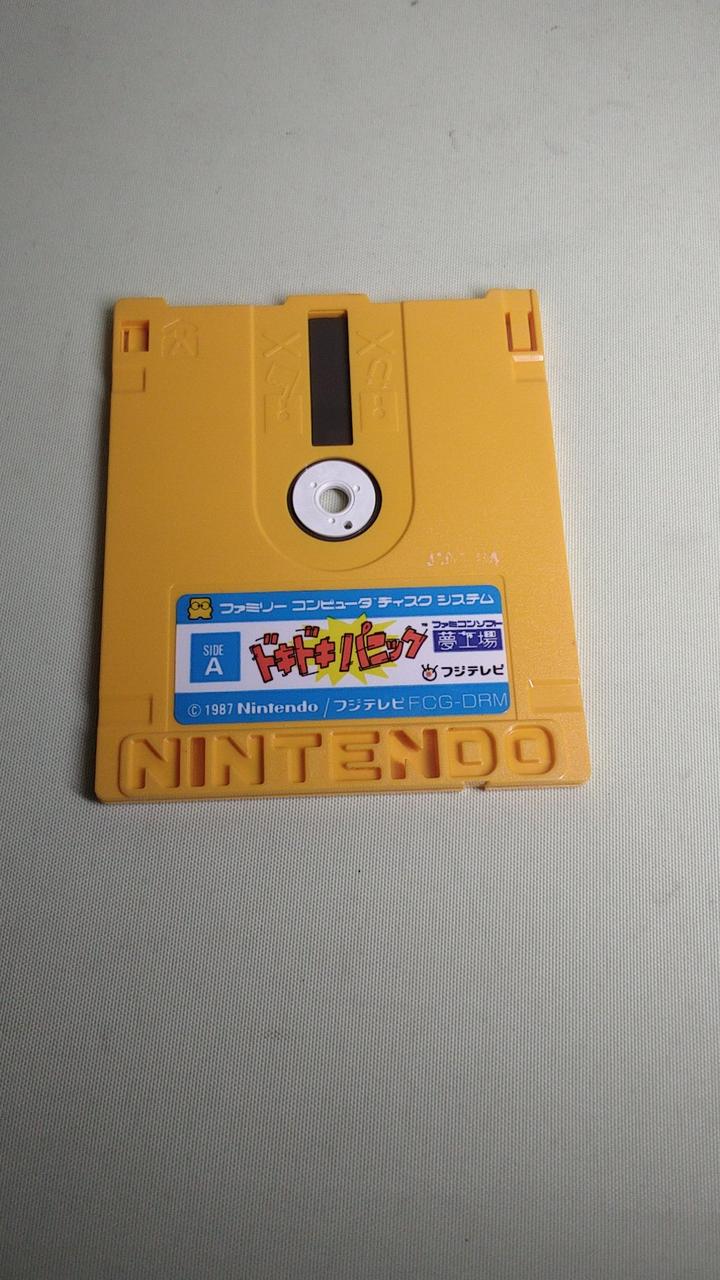 ファミリー コンピュータ ディスク システム
SIDE
A
ドキドキパニック
™
ファミコンソフト
夢工場
フジテレビ
© 1987 Nintendo / フジテレビ FCG-DRM
NINTENDO